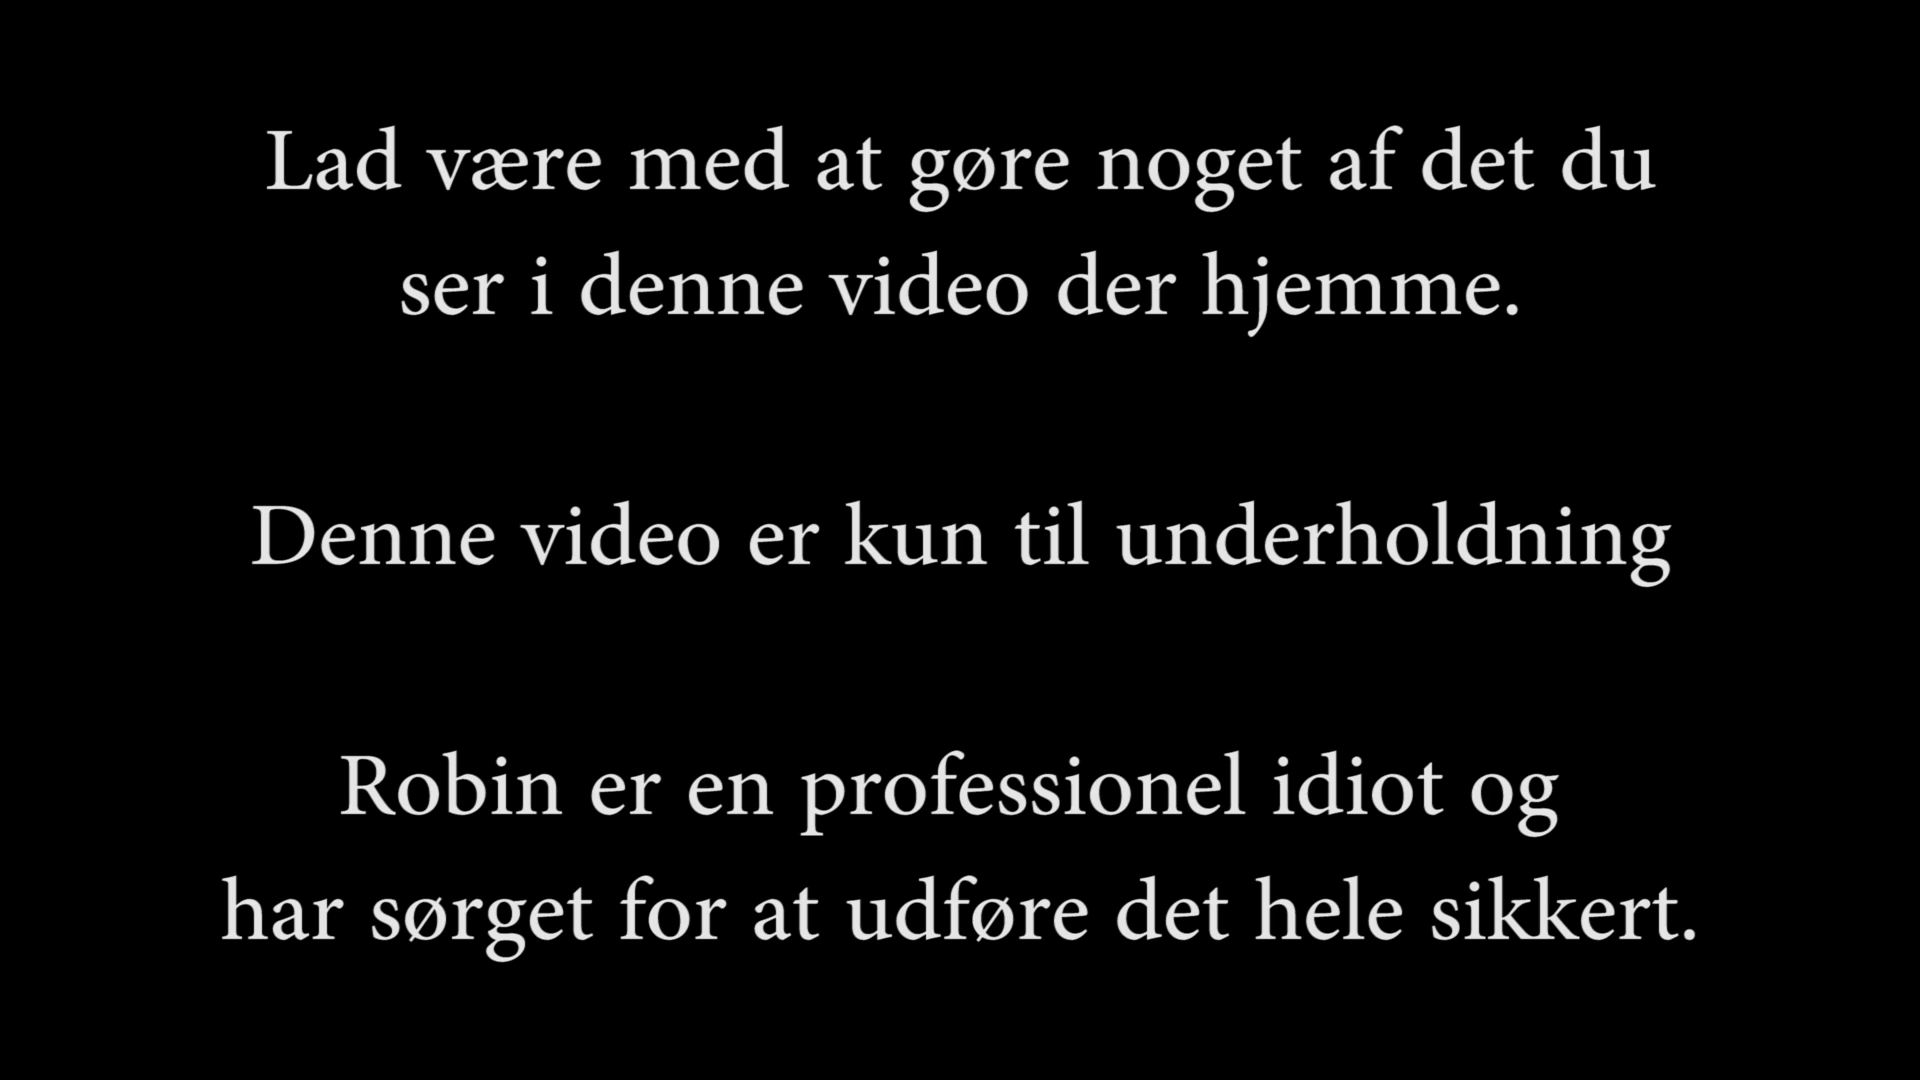 Lad være med at gøre noget af det du
ser i denne video der hjemme.
Denne video er kun til underholdning
Robin er en professionel idiot og
har sørget for at udføre det hele sikkert.